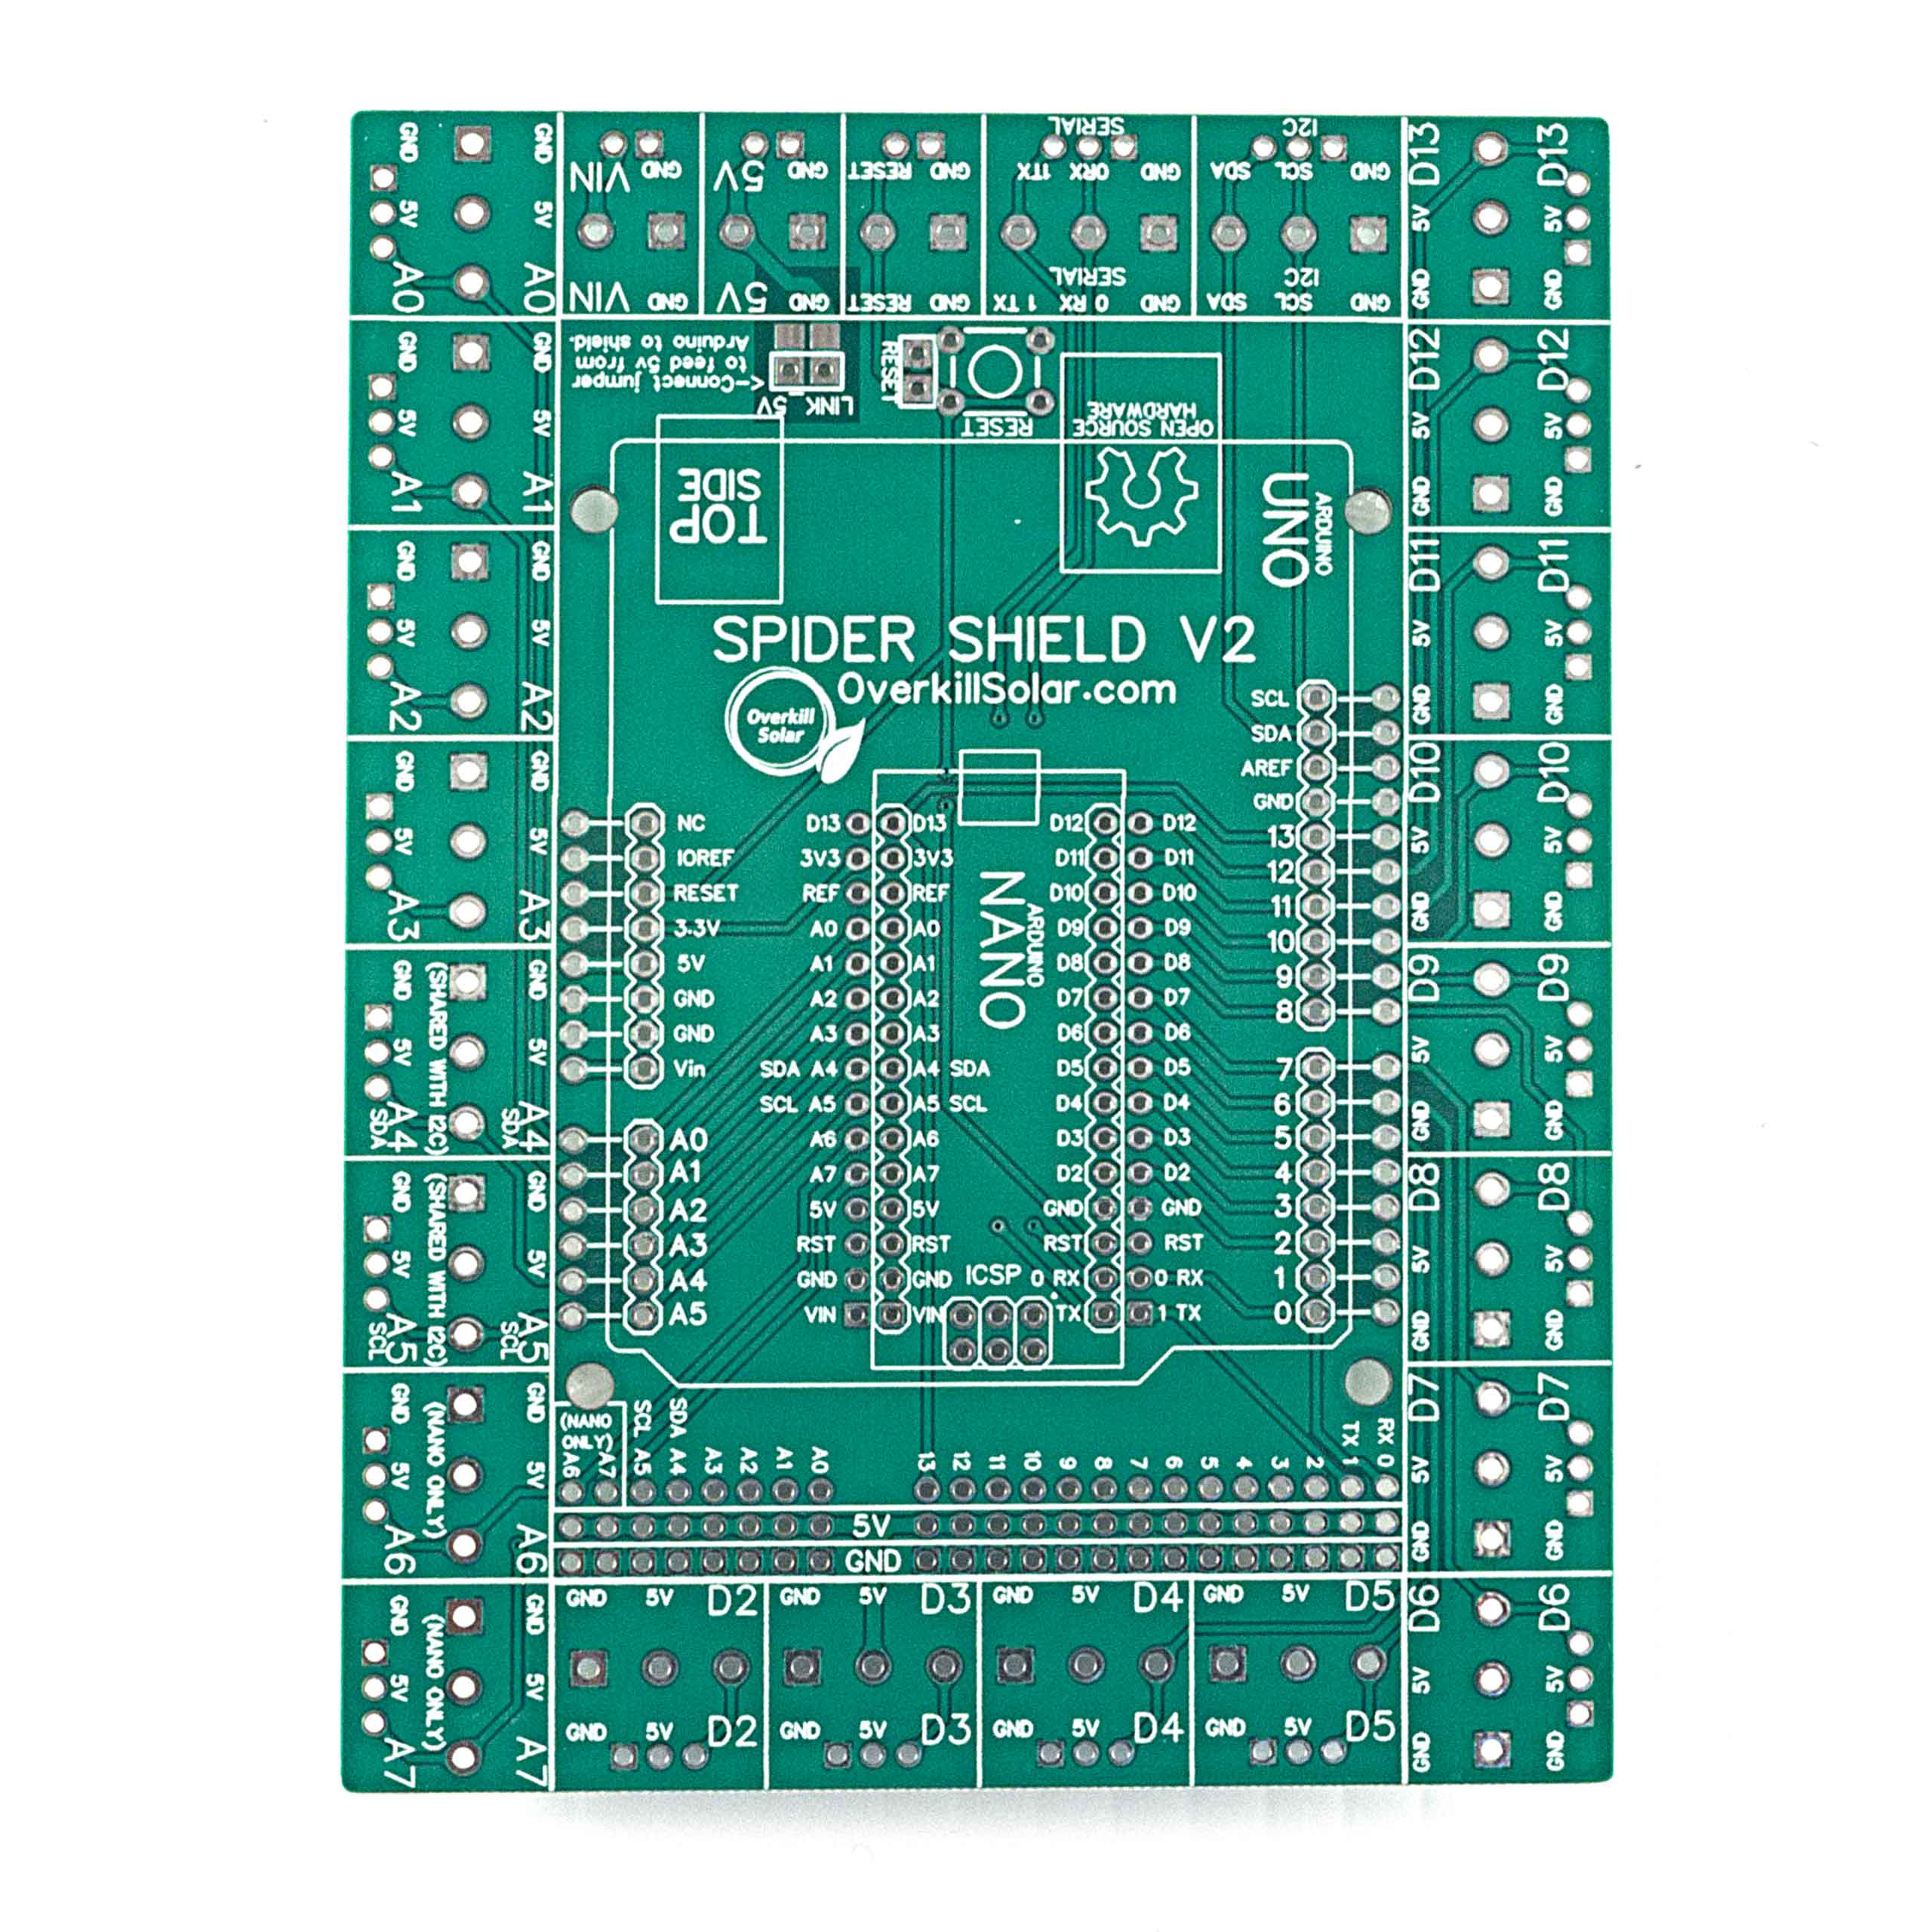 GND 5V A0
GND 5V A0
VIN GND
VIN GND
5V GND
5V GND
RESET GND
RESET GND
SERIAL
1TX 0RX GND
SERIAL
1 TX 0 RX GND
I2C
SDA SCL GND
I2C
SDA SCL GND
D13 5V GND
D13 5V GND
GND 5V A1
GND 5V A1
<-Connect jumper
to feed 5v from
Arduino to shield.
5V LINK
RESET
RESET
OPEN SOURCE
HARDWARE
D12 5V GND
D12 5V GND
TOP
SIDE
ARDUINO
UNO
GND 5V A2
GND 5V A2
D11 5V GND
D11 5V GND
SPIDER SHIELD V2
OverkillSolar.com
Overkill
Solar
GND 5V A3
GND 5V A3
D10 5V GND
D10 5V GND
SCL
SDA
AREF
GND
13
12
11
10
9
8
7
6
5
4
3
2
1
0
NC
IOREF
RESET
3.3V
5V
GND
GND
Vin
A0
A1
A2
A3
A4
A5
D13 D13
3V3 3V3
REF REF
A0 A0
A1 A1
A2 A2
A3 A3
SDA A4 A4 SDA
SCL A5 A5 SCL
A6 A6
A7 A7
5V 5V
RST RST
GND GND
VIN VIN
ARDUINO
NANO
ICSP
D12 D12
D11 D11
D10 D10
D9 D9
D8 D8
D7 D7
D6 D6
D5 D5
D4 D4
D3 D3
D2 D2
GND GND
RST RST
0 RX 0 RX
TX 1 TX
GND 5V A4
SDA
(SHARED WITH I2C)
GND 5V A4
SDA
D9 5V GND
D9 5V GND
GND 5V A5
SCL
(SHARED WITH I2C)
GND 5V A5
SCL
D8 5V GND
D8 5V GND
GND 5V A6
(NANO ONLY)
GND 5V A6
D7 5V GND
D7 5V GND
(NANO
ONLY)
A6 A7 SCL A5 SDA A4 A3 A2 A1 A0 13 12 11 10 9 8 7 6 5 4 3 2 TX 1 RX 0
5V
GND
GND 5V A7
(NANO ONLY)
GND 5V A7
GND 5V D2
GND 5V D2
GND 5V D3
GND 5V D3
GND 5V D4
GND 5V D4
GND 5V D5
GND 5V D5
D6 5V GND
D6 5V GND